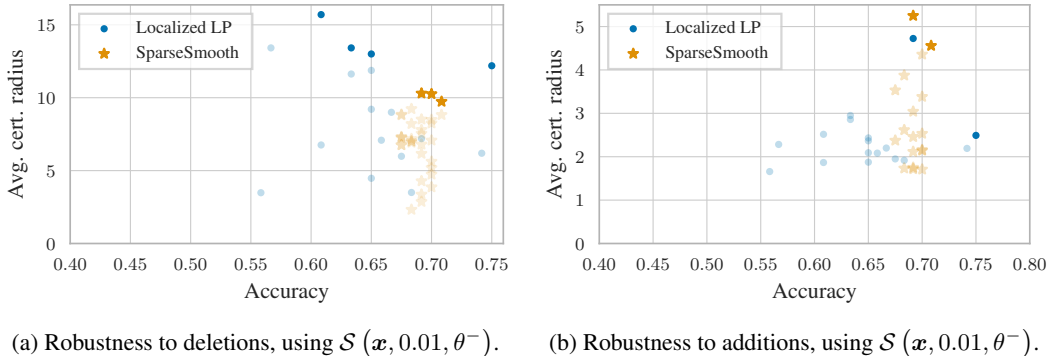 15
10
5
0
Avg. cert. radius
Localized LP
SparseSmooth
0.40 0.45 0.50 0.55 0.60 0.65 0.70 0.75
Accuracy
(a) Robustness to deletions, using 𝒮 (𝒙, 0.01, θ⁻).
5
4
3
2
1
0
Avg. cert. radius
Localized LP
SparseSmooth
0.40 0.45 0.50 0.55 0.60 0.65 0.70 0.75 0.80
Accuracy
(b) Robustness to additions, using 𝒮 (𝒙, 0.01, θ⁻).